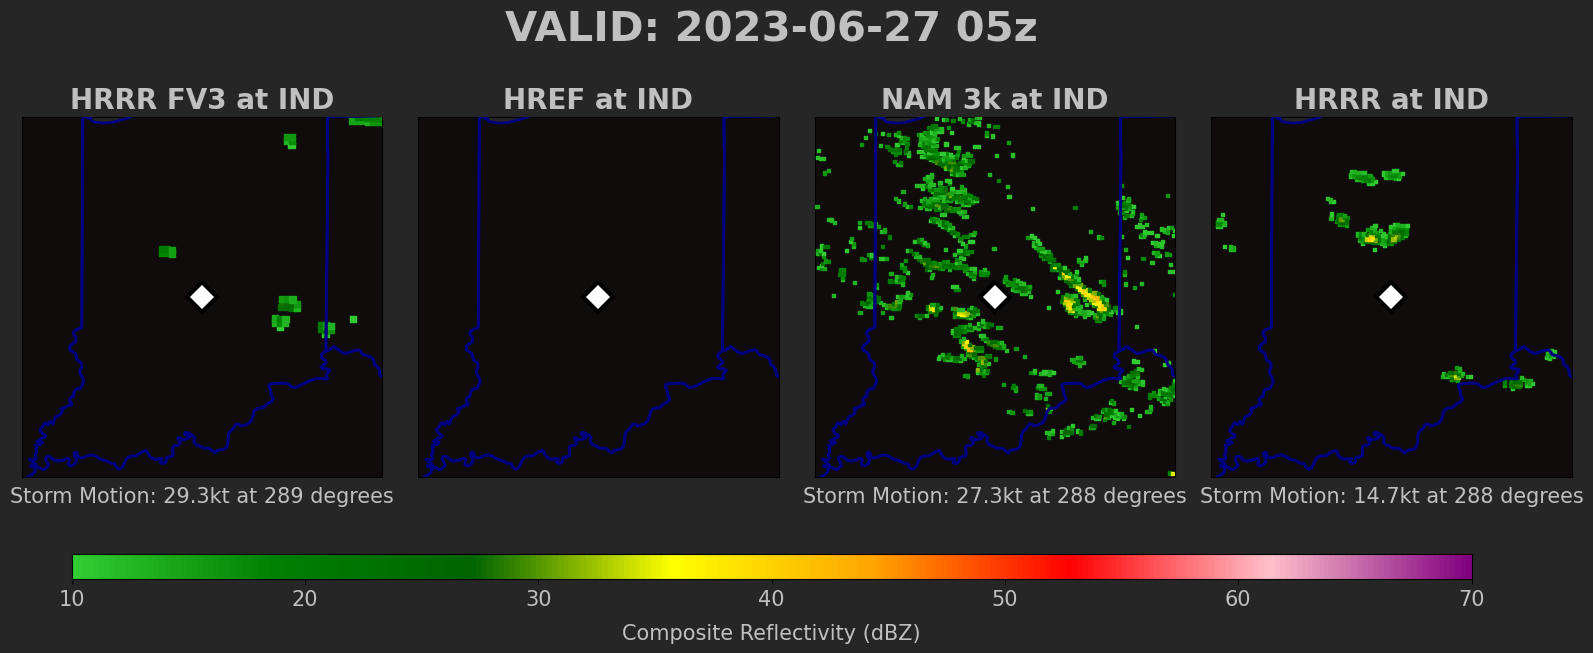 VALID: 2023-06-27 05z
HRRR FV3 at IND
HREF at IND
NAM 3k at IND
HRRR at IND
Storm Motion: 29.3kt at 289 degrees
Storm Motion: 27.3kt at 288 degrees
Storm Motion: 14.7kt at 288 degrees
10 20 30 40 50 60 70
Composite Reflectivity (dBZ)